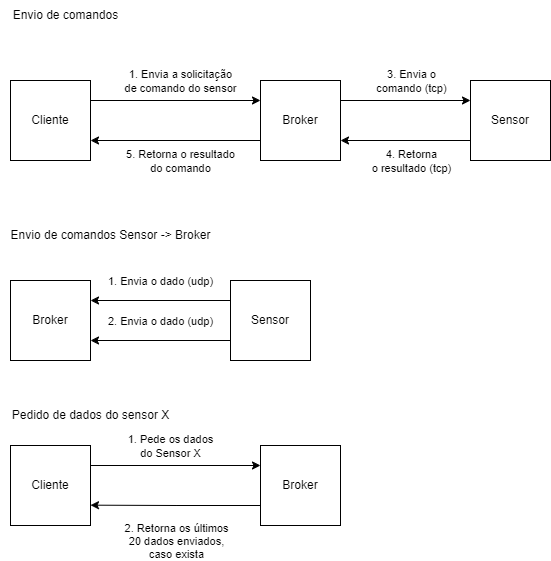 Envio de comandos
1. Envia a solicitação
de comando do sensor
3. Envia o
comando (tcp)
Cliente
Broker
Sensor
5. Retorna o resultado
do comando
4. Retorna
o resultado (tcp)
Envio de comandos Sensor -> Broker
1. Envia o dado (udp)
Broker
2. Envia o dado (udp)
Sensor
Pedido de dados do sensor X
1. Pede os dados
do Sensor X
Cliente
Broker
2. Retorna os últimos
20 dados enviados,
caso exista